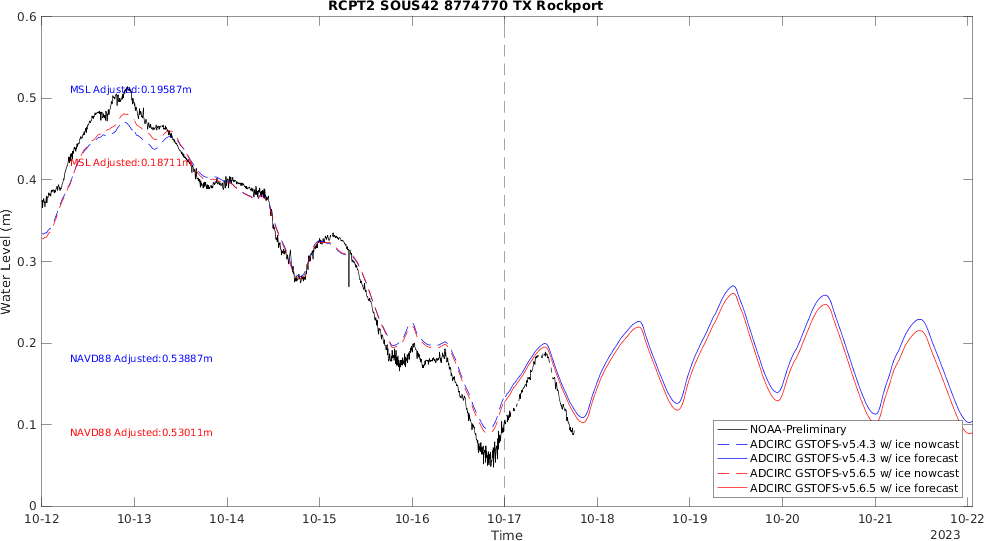 RCPT2 SOUS42 8774770 TX Rockport
0.6
0.5
0.4
0.3
0.2
0.1
0
Water Level (m)
MSL Adjusted:0.19587m
MSL Adjusted:0.18711m
NAVD88 Adjusted:0.53887m
NAVD88 Adjusted:0.53011m
NOAA-Preliminary
ADCIRC GSTOFS-v5.4.3 w/ ice nowcast
ADCIRC GSTOFS-v5.4.3 w/ ice forecast
ADCIRC GSTOFS-v5.6.5 w/ ice nowcast
ADCIRC GSTOFS-v5.6.5 w/ ice forecast
10-12 10-13 10-14 10-15 10-16 10-17 10-18 10-19 10-20 10-21 10-22
Time
2023